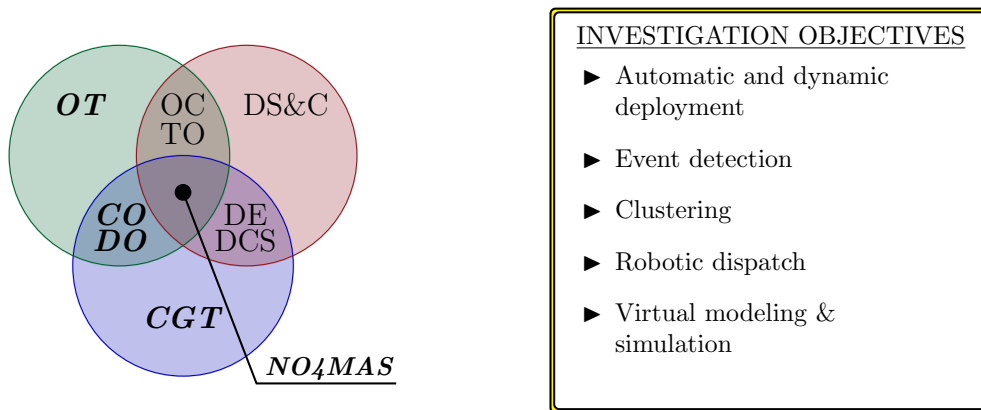 OT
OC
TO
DS&C
CO
DO
DE
DCS
CGT
NO4MAS
INVESTIGATION OBJECTIVES
► Automatic and dynamic
deployment
► Event detection
► Clustering
► Robotic dispatch
► Virtual modeling &
simulation